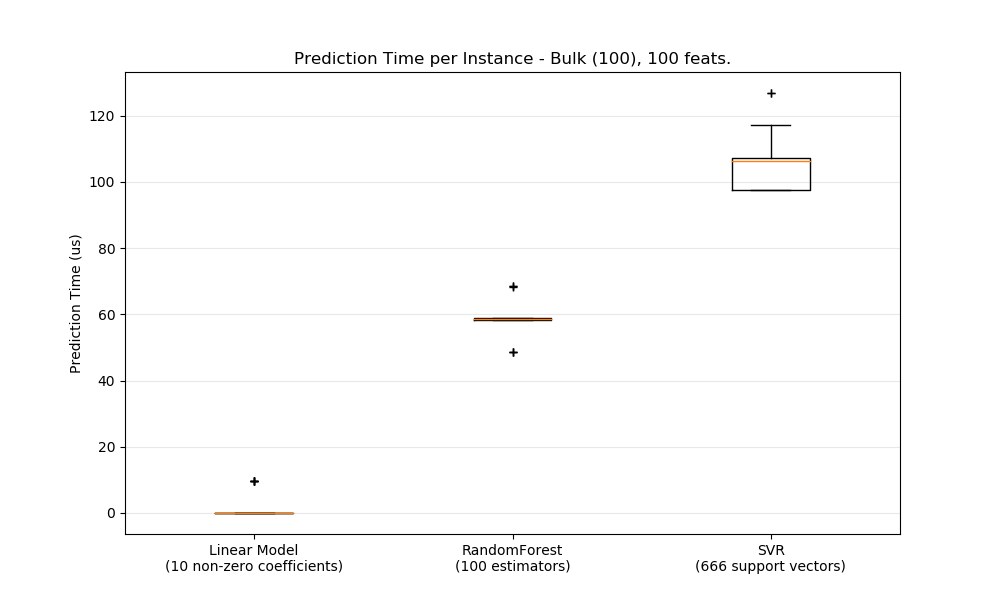 Prediction Time per Instance - Bulk (100), 100 feats.
Prediction Time (us)
120
100
80
60
40
20
0
Linear Model
(10 non-zero coefficients)
RandomForest
(100 estimators)
SVR
(666 support vectors)